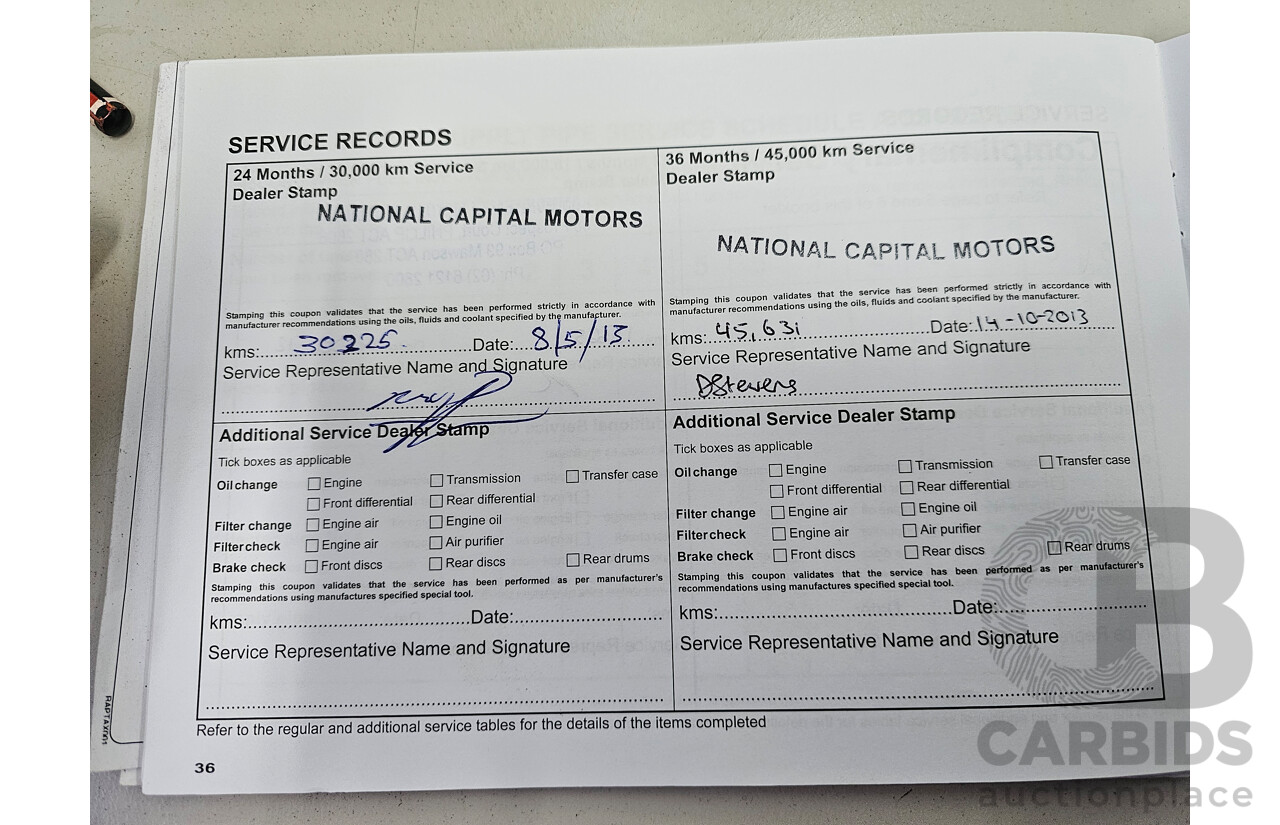 SERVICE RECORDS
24 Months / 30,000 km Service
Dealer Stamp
NATIONAL CAPITAL MOTORS
Stamping this coupon validates that the service has been performed strictly in accordance with
manufacturer recommendations using the oils, fluids and coolant specified by the manufacturer.
kms: 30225 Date: 8/5/13
Service Representative Name and Signature
Additional Service Dealer Stamp
Tick boxes as applicable
Oil change Engine Transmission Transfer case
Front differential Rear differential
Filter change Engine air Engine oil
Filter check Engine air Air purifier
Brake check Front discs Rear discs Rear drums
Stamping this coupon validates that the service has been performed as per manufacturer's
recommendations using manufactures specified special tool.
kms: Date:
Service Representative Name and Signature
36 Months / 45,000 km Service
Dealer Stamp
NATIONAL CAPITAL MOTORS
Stamping this coupon validates that the service has been performed strictly in accordance with
manufacturer recommendations using the oils, fluids and coolant specified by the manufacturer.
kms: 45,631 Date: 14-10-2013
Service Representative Name and Signature
DStevens
Additional Service Dealer Stamp
Tick boxes as applicable
Oil change Engine Transmission Transfer case
Front differential Rear differential
Filter change Engine air Engine oil
Filter check Engine air Air purifier
Brake check Front discs Rear discs Rear drums
Stamping this coupon validates that the service has been performed as per manufacturer's
recommendations using manufactures specified special tool.
kms: Date:
Service Representative Name and Signature
Refer to the regular and additional service tables for the details of the items completed
36
CARBIDS
auctionplace